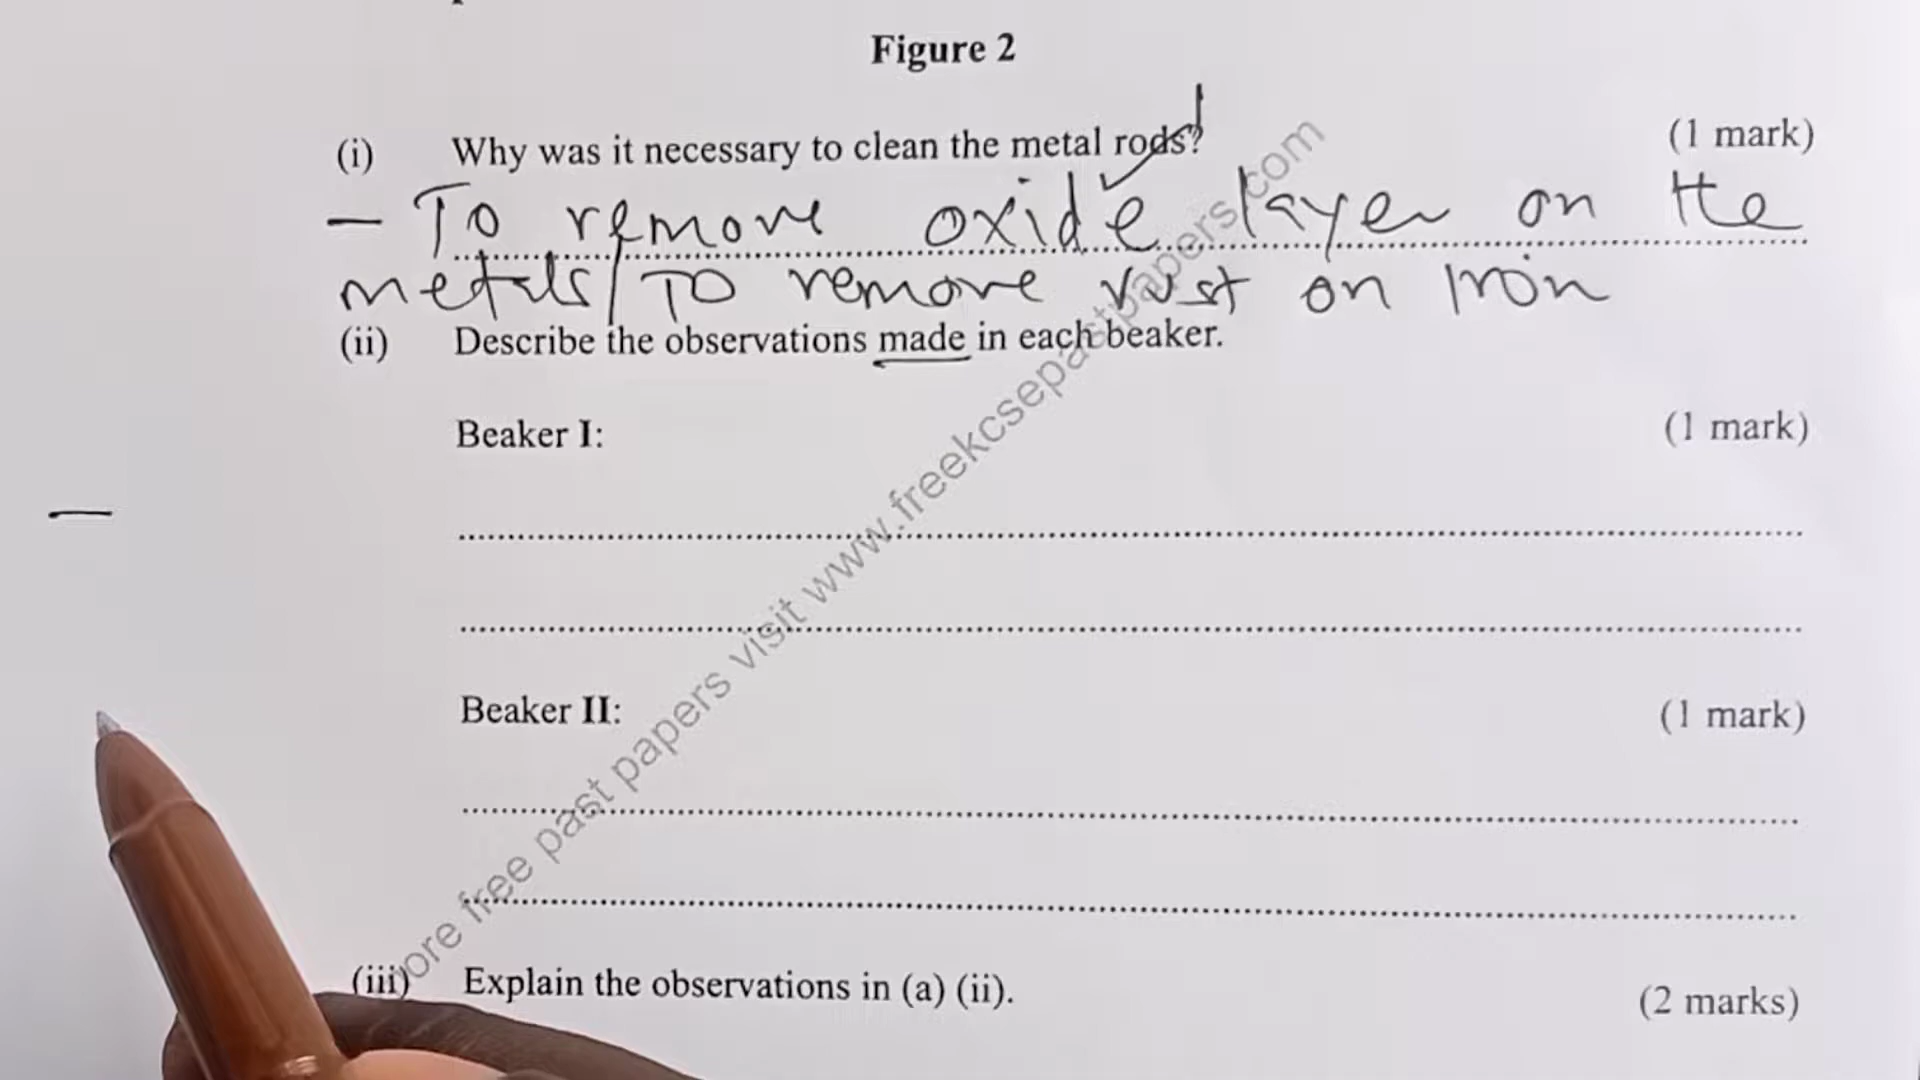 Figure 2
(i) Why was it necessary to clean the metal rods? (1 mark)
— To remove oxide layer on the
metals/To remove rust on Iron
(ii) Describe the observations made in each beaker.
Beaker I: (1 mark)
Beaker II: (1 mark)
(iii) Explain the observations in (a) (ii). (2 marks)
ore free past papers visit www.freekcsepastpapers.com